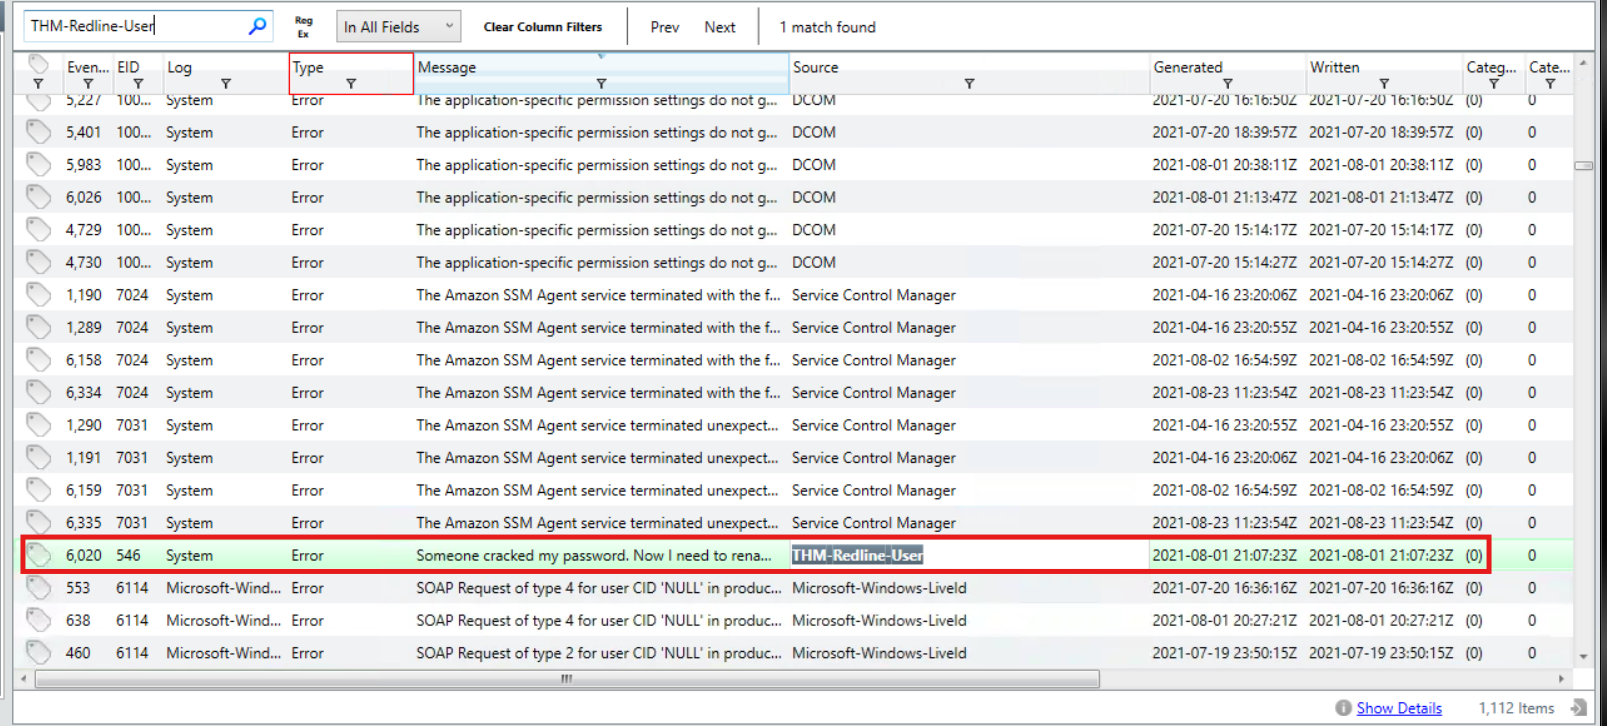 THM-Redline-User Reg Ex In All Fields Clear Column Filters Prev Next 1 match found
Even... EID Log Type Message Source Generated Written Categ... Cate...
5,227 100... System Error The application-specific permission settings do not g... DCOM 2021-07-20 16:16:50Z 2021-07-20 16:16:50Z (0) 0
5,401 100... System Error The application-specific permission settings do not g... DCOM 2021-07-20 18:39:57Z 2021-07-20 18:39:57Z (0) 0
5,983 100... System Error The application-specific permission settings do not g... DCOM 2021-08-01 20:38:11Z 2021-08-01 20:38:11Z (0) 0
6,026 100... System Error The application-specific permission settings do not g... DCOM 2021-08-01 21:13:47Z 2021-08-01 21:13:47Z (0) 0
4,729 100... System Error The application-specific permission settings do not g... DCOM 2021-07-20 15:14:17Z 2021-07-20 15:14:17Z (0) 0
4,730 100... System Error The application-specific permission settings do not g... DCOM 2021-07-20 15:14:27Z 2021-07-20 15:14:27Z (0) 0
1,190 7024 System Error The Amazon SSM Agent service terminated with the f... Service Control Manager 2021-04-16 23:20:06Z 2021-04-16 23:20:06Z (0) 0
1,289 7024 System Error The Amazon SSM Agent service terminated with the f... Service Control Manager 2021-04-16 23:20:55Z 2021-04-16 23:20:55Z (0) 0
6,158 7024 System Error The Amazon SSM Agent service terminated with the f... Service Control Manager 2021-08-02 16:54:59Z 2021-08-02 16:54:59Z (0) 0
6,334 7024 System Error The Amazon SSM Agent service terminated with the f... Service Control Manager 2021-08-23 11:23:54Z 2021-08-23 11:23:54Z (0) 0
1,290 7031 System Error The Amazon SSM Agent service terminated unexpect... Service Control Manager 2021-04-16 23:20:55Z 2021-04-16 23:20:55Z (0) 0
1,191 7031 System Error The Amazon SSM Agent service terminated unexpect... Service Control Manager 2021-04-16 23:20:06Z 2021-04-16 23:20:06Z (0) 0
6,159 7031 System Error The Amazon SSM Agent service terminated unexpect... Service Control Manager 2021-08-02 16:54:59Z 2021-08-02 16:54:59Z (0) 0
6,335 7031 System Error The Amazon SSM Agent service terminated unexpect... Service Control Manager 2021-08-23 11:23:54Z 2021-08-23 11:23:54Z (0) 0
6,020 546 System Error Someone cracked my password. Now I need to rena... THM-Redline-User 2021-08-01 21:07:23Z 2021-08-01 21:07:23Z (0) 0
553 6114 Microsoft-Wind... Error SOAP Request of type 4 for user CID 'NULL' in produc... Microsoft-Windows-LiveId 2021-07-20 16:36:16Z 2021-07-20 16:36:16Z (0) 0
638 6114 Microsoft-Wind... Error SOAP Request of type 4 for user CID 'NULL' in produc... Microsoft-Windows-LiveId 2021-08-01 20:27:21Z 2021-08-01 20:27:21Z (0) 0
460 6114 Microsoft-Wind... Error SOAP Request of type 2 for user CID 'NULL' in produc... Microsoft-Windows-LiveId 2021-07-19 23:50:15Z 2021-07-19 23:50:15Z (0) 0
Show Details 1,112 Items